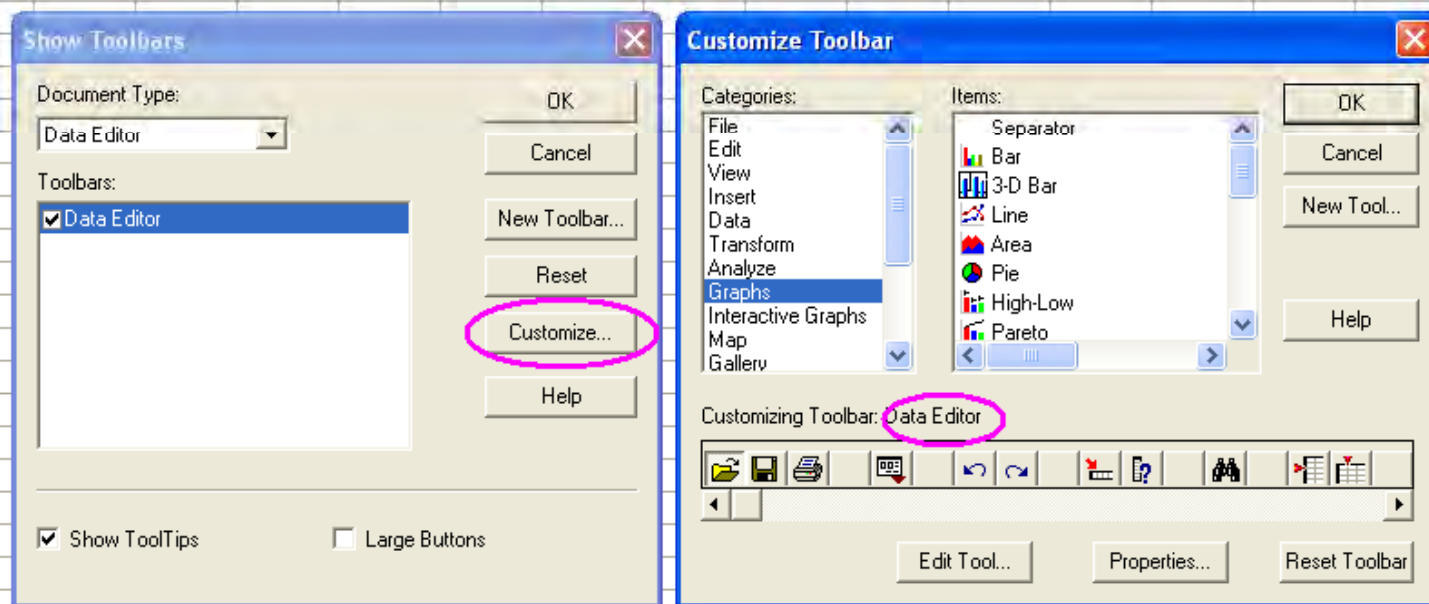 Show Toolbars
Document Type:
Data Editor
Toolbars:
Data Editor
OK
Cancel
New Toolbar...
Reset
Customize...
Help
Show ToolTips
Large Buttons
Customize Toolbar
Categories:
File
Edit
View
Insert
Data
Transform
Analyze
Graphs
Interactive Graphs
Map
Gallery
Items:
Separator
Bar
3-D Bar
Line
Area
Pie
High-Low
Pareto
OK
Cancel
New Tool...
Help
Customizing Toolbar: Data Editor
Edit Tool...
Properties...
Reset Toolbar